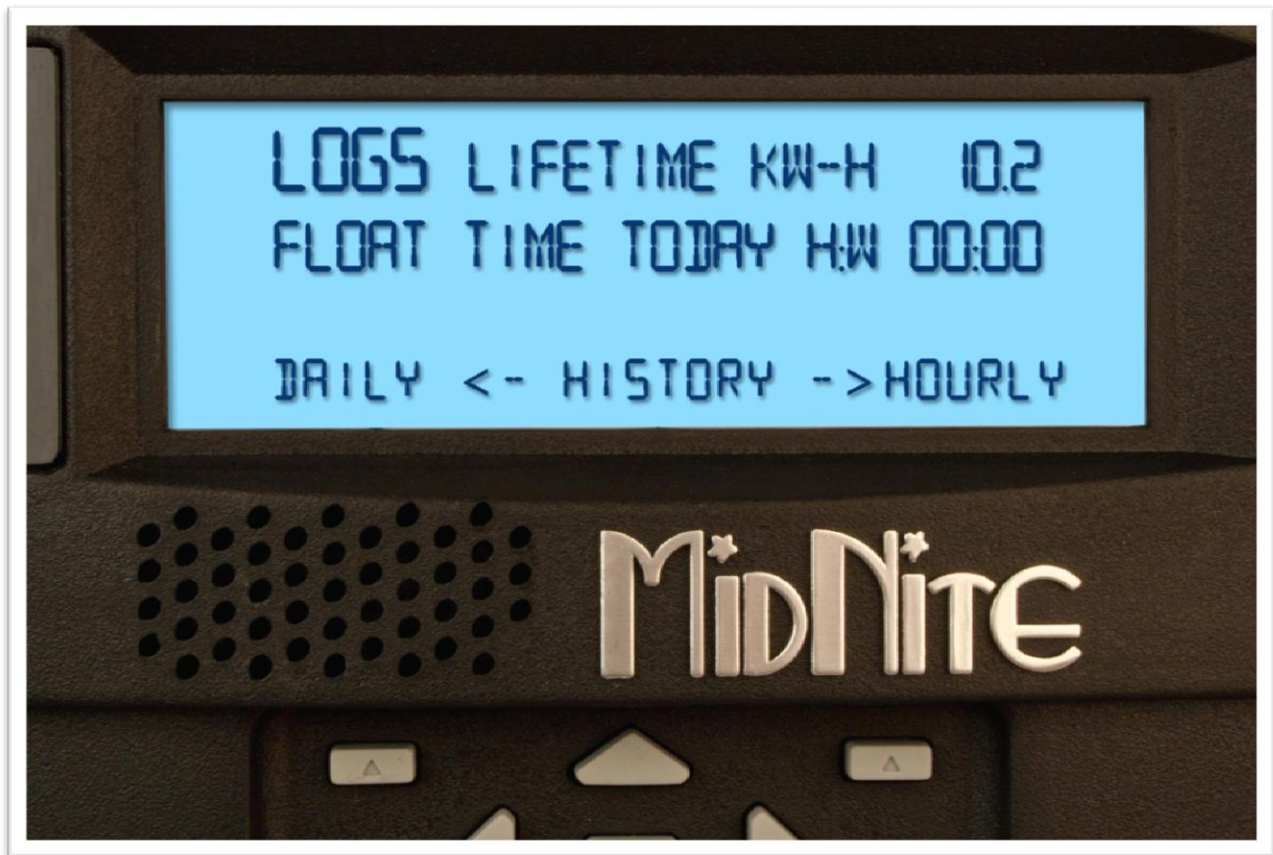 LOGS LIFETIME KW-H 10.2
FLOAT TIME TODAY H:W 00:00
DAILY <- HISTORY ->HOURLY
MIDNITE